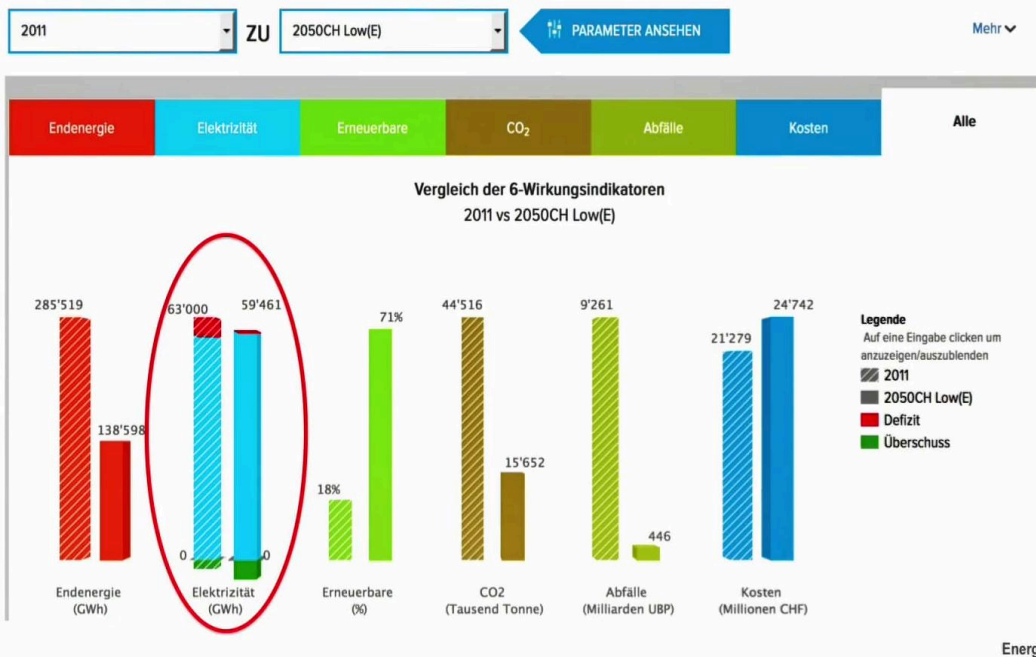 2011
ZU
2050CH Low(E)
PARAMETER ANSEHEN
Mehr
Endenergie
Elektrizität
Erneuerbare
CO₂
Abfälle
Kosten
Alle
Vergleich der 6-Wirkungsindikatoren
2011 vs 2050CH Low(E)
285'519
138'598
63'000
59'461
0
0
18%
71%
44'516
15'652
9'261
446
21'279
24'742
Endenergie
(GWh)
Elektrizität
(GWh)
Erneuerbare
(%)
CO2
(Tausend Tonne)
Abfälle
(Milliarden UBP)
Kosten
(Millionen CHF)
Legende
Auf eine Eingabe clicken um
anzuzeigen/auszublenden
2011
2050CH Low(E)
Defizit
Überschuss
Energ